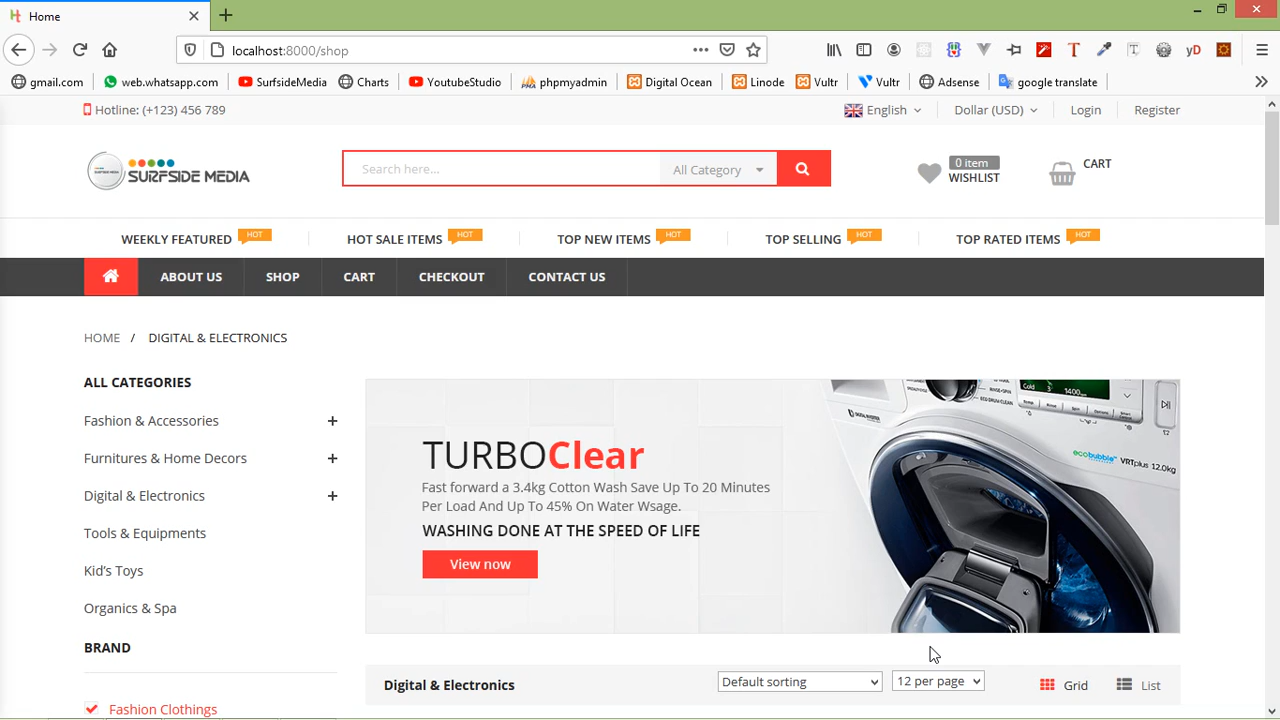 Home
localhost:8000/shop
gmail.com
web.whatsapp.com
SurfsideMedia
Charts
YoutubeStudio
phpmyadmin
Digital Ocean
Linode
Vultr
Vultr
Adsense
google translate
Hotline: (+123) 456 789
English
Dollar (USD)
Login
Register
SURFSIDE MEDIA
Search here...
All Category
0 item
WISHLIST
CART
WEEKLY FEATURED HOT
HOT SALE ITEMS HOT
TOP NEW ITEMS HOT
TOP SELLING HOT
TOP RATED ITEMS HOT
ABOUT US
SHOP
CART
CHECKOUT
CONTACT US
HOME / DIGITAL & ELECTRONICS
ALL CATEGORIES
Fashion & Accessories +
Furnitures & Home Decors +
Digital & Electronics +
Tools & Equipments
Kid's Toys
Organics & Spa
BRAND
Fashion Clothings
TURBOClear
Fast forward a 3.4kg Cotton Wash Save Up To 20 Minutes
Per Load And Up To 45% On Water Wsage.
WASHING DONE AT THE SPEED OF LIFE
View now
ecobubble VRTplus 12.0kg
Digital & Electronics
Default sorting
12 per page
Grid
List